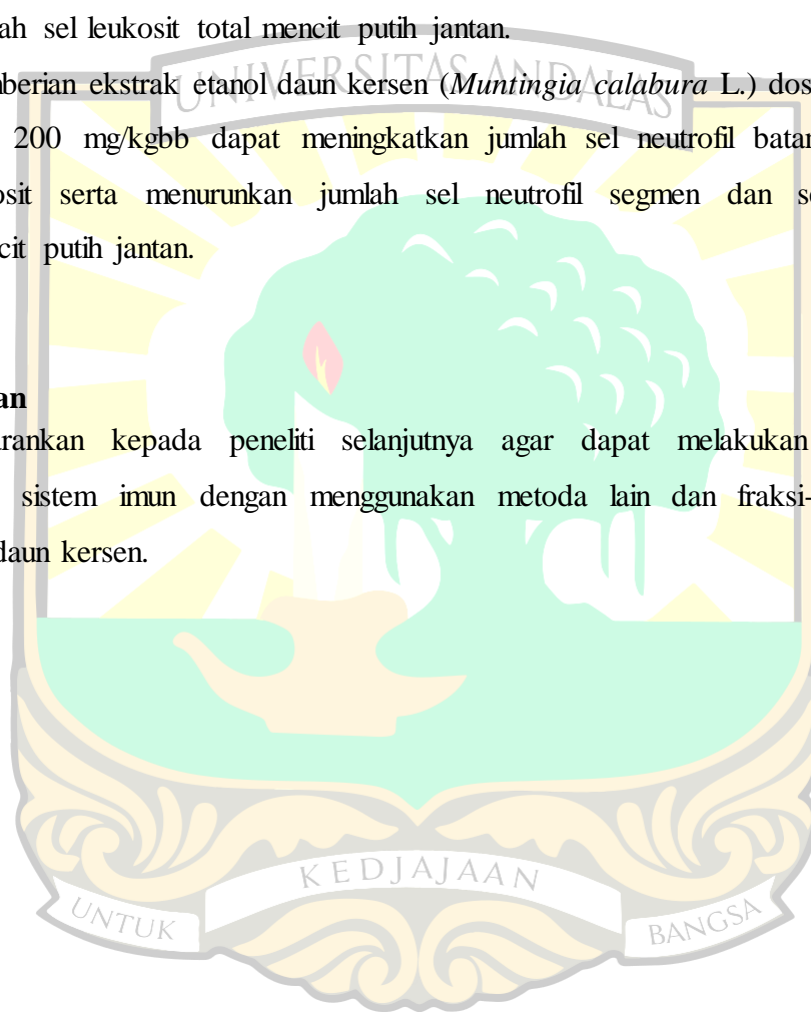 ah sel leukosit total mencit putih jantan.
UNIVERSITAS ANDALAS
berian ekstrak etanol daun kersen (Muntingia calabura L.) dos
200 mg/kgbb dapat meningkatkan jumlah sel neutrofil batan
osit serta menurunkan jumlah sel neutrofil segmen dan s
cit putih jantan.
an
rankan kepada peneliti selanjutnya agar dapat melakukan
sistem imun dengan menggunakan metoda lain dan fraksi-
daun kersen.
KEDJAJAAN
UNTUK
BANGSA